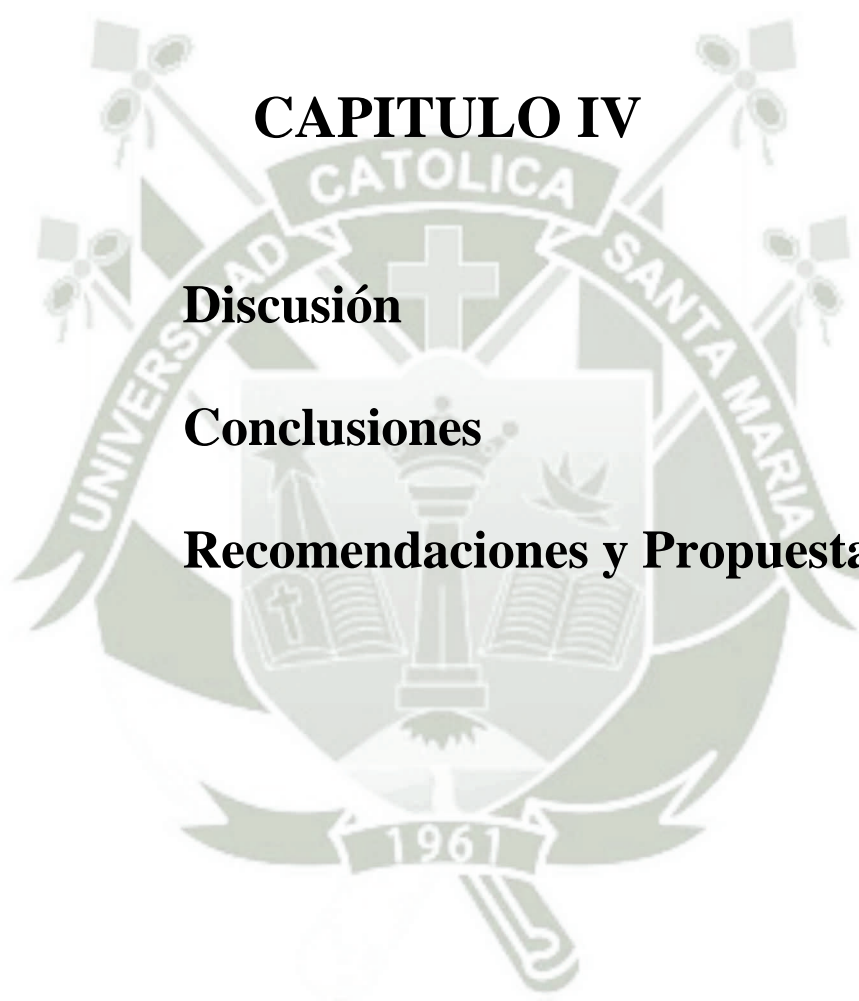 CAPITULO IV
CATOLICA
UNIVERSIDAD
SANTA MARIA
Discusión
Conclusiones
Recomendaciones y Propuesta
1961